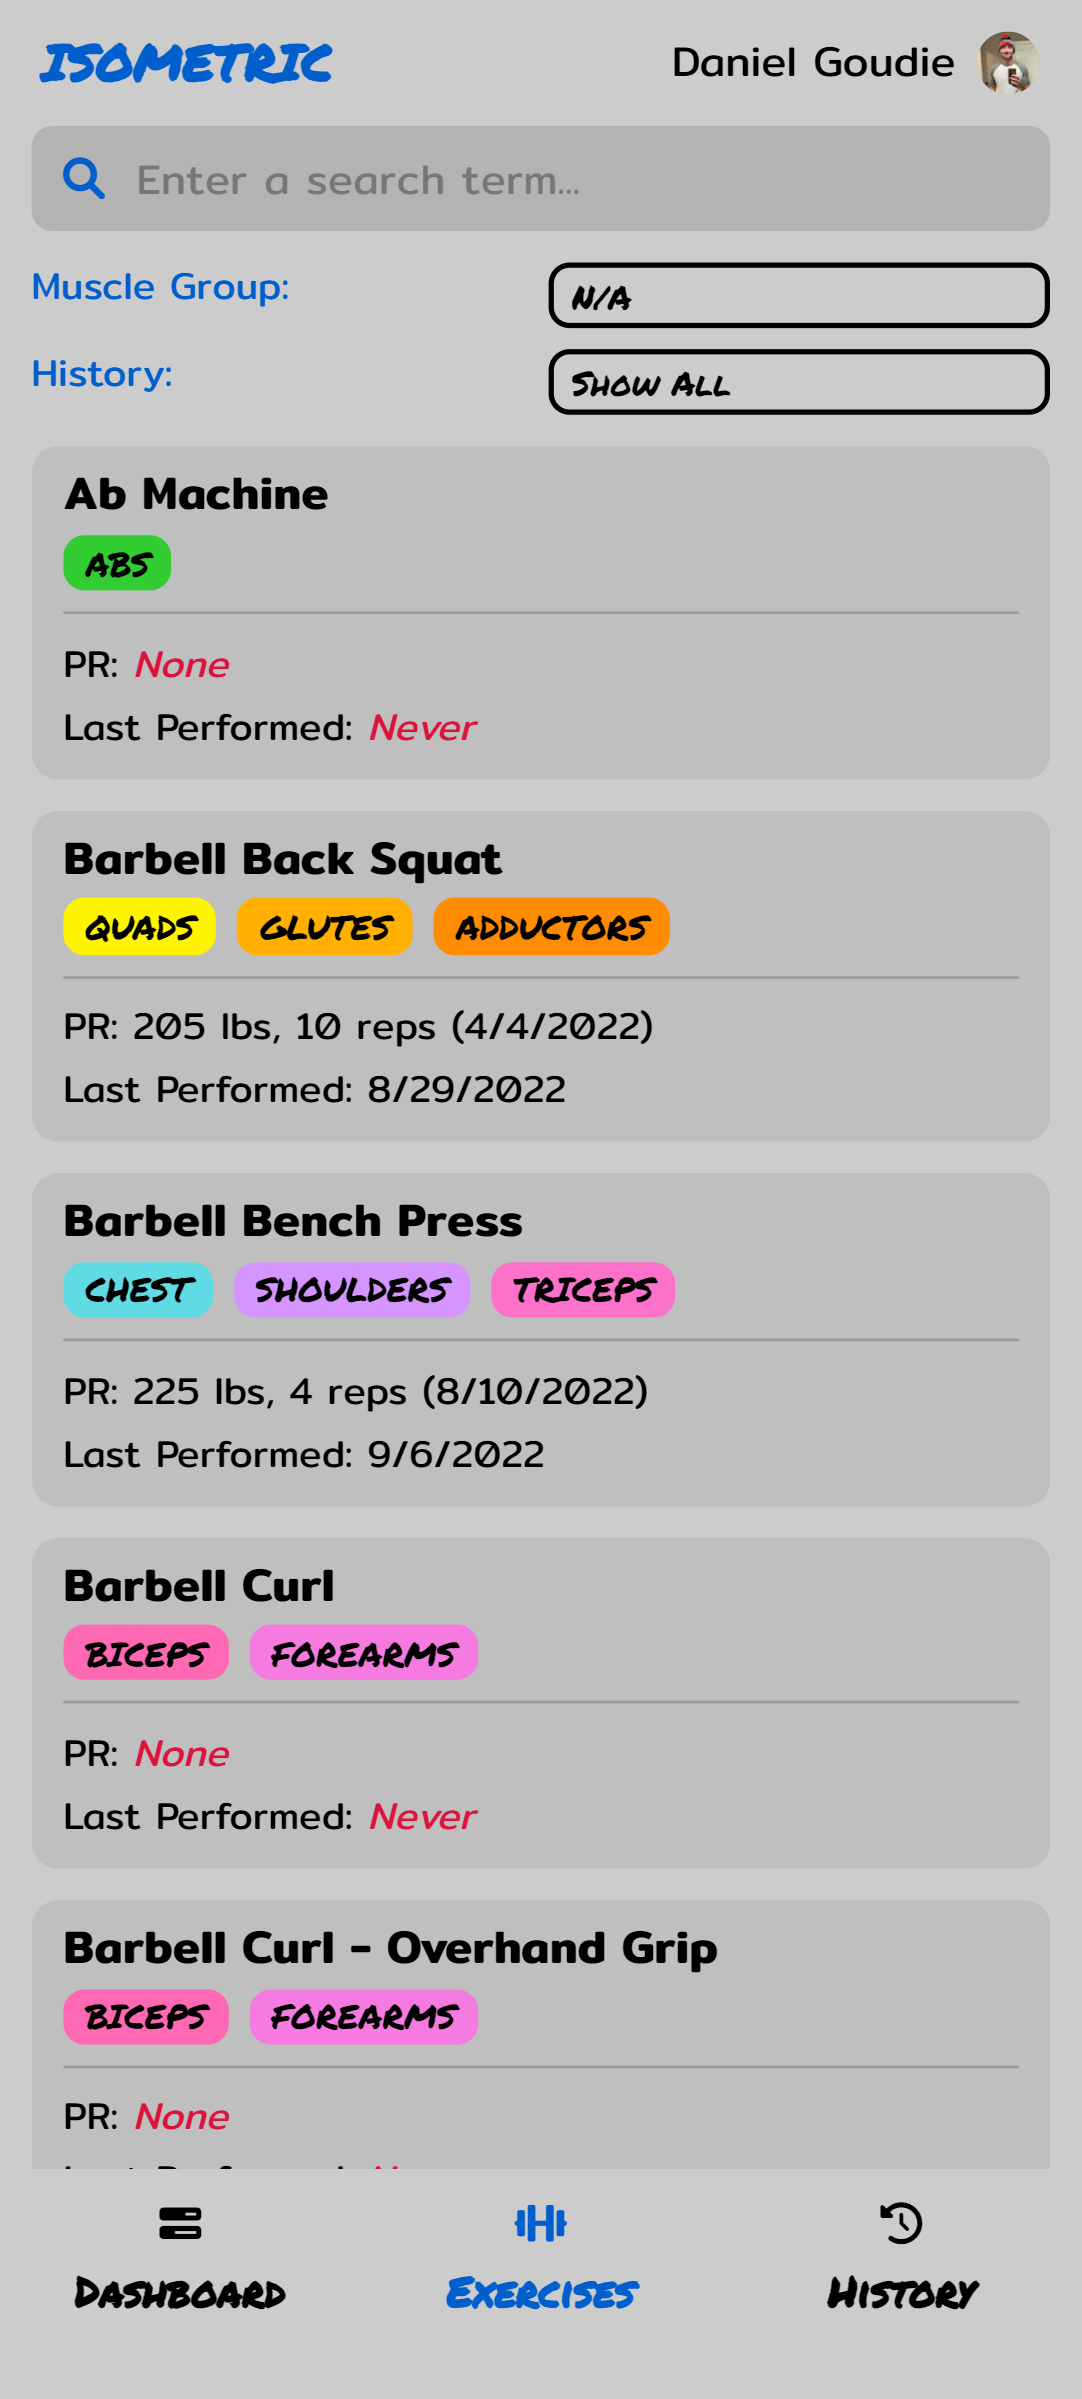 ISOMETRIC
Daniel Goudie
Enter a search term...
Muscle Group: N/A
History: Show All
Ab Machine
ABS
PR: None
Last Performed: Never
Barbell Back Squat
QUADS GLUTES ADDUCTORS
PR: 205 lbs, 10 reps (4/4/2022)
Last Performed: 8/29/2022
Barbell Bench Press
CHEST SHOULDERS TRICEPS
PR: 225 lbs, 4 reps (8/10/2022)
Last Performed: 9/6/2022
Barbell Curl
BICEPS FOREARMS
PR: None
Last Performed: Never
Barbell Curl - Overhand Grip
BICEPS FOREARMS
PR: None
Dashboard Exercises History